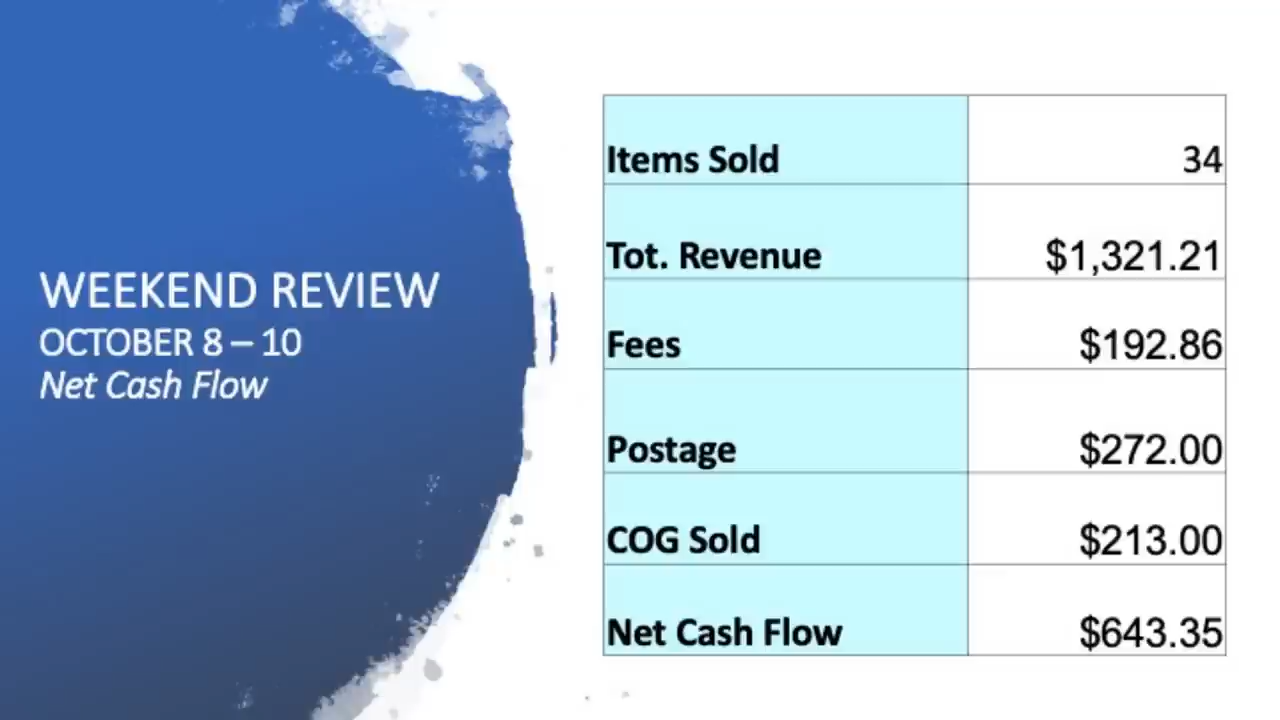 WEEKEND REVIEW
OCTOBER 8 – 10
Net Cash Flow
Items Sold 34
Tot. Revenue $1,321.21
Fees $192.86
Postage $272.00
COG Sold $213.00
Net Cash Flow $643.35